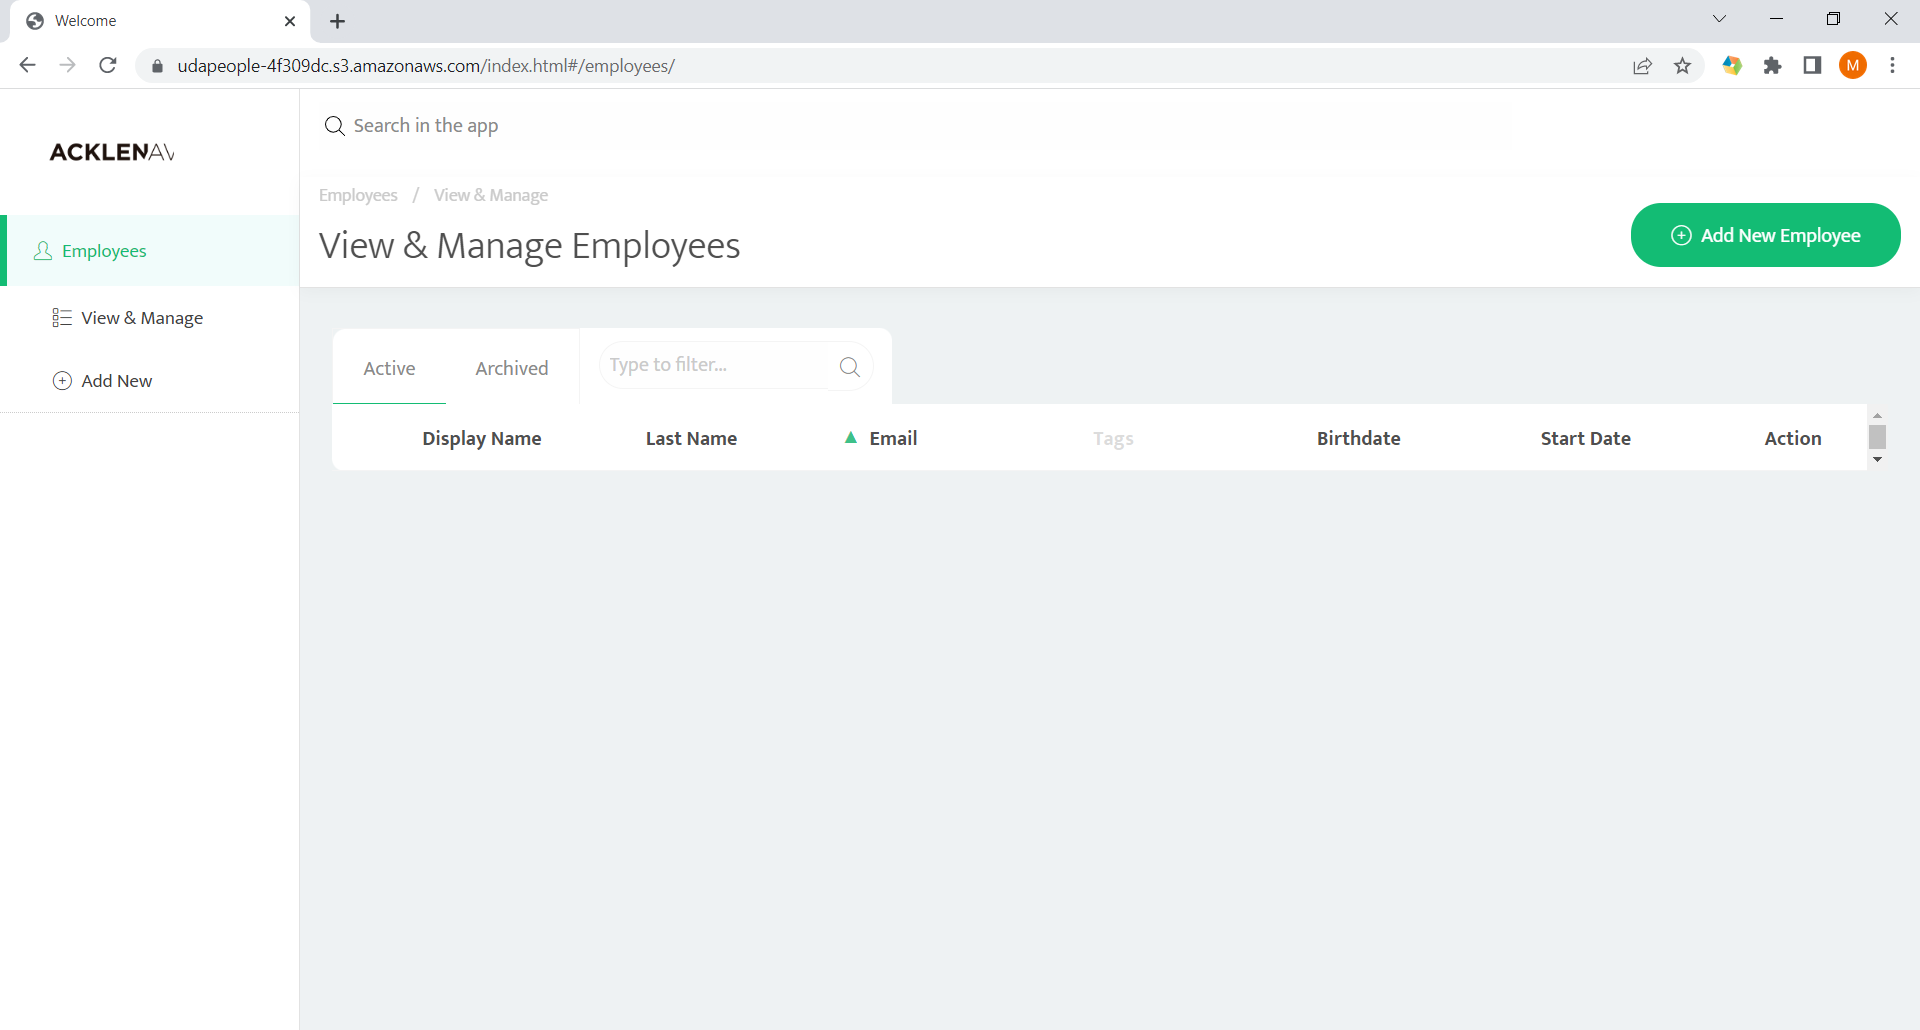 Welcome
udapeople-4f309dc.s3.amazonaws.com/index.html#/employees/
M
Search in the app
ACKLENAV
Employees / View & Manage
View & Manage Employees
Add New Employee
Employees
View & Manage
Add New
Active
Archived
Type to filter...
Display Name
Last Name
Email
Tags
Birthdate
Start Date
Action